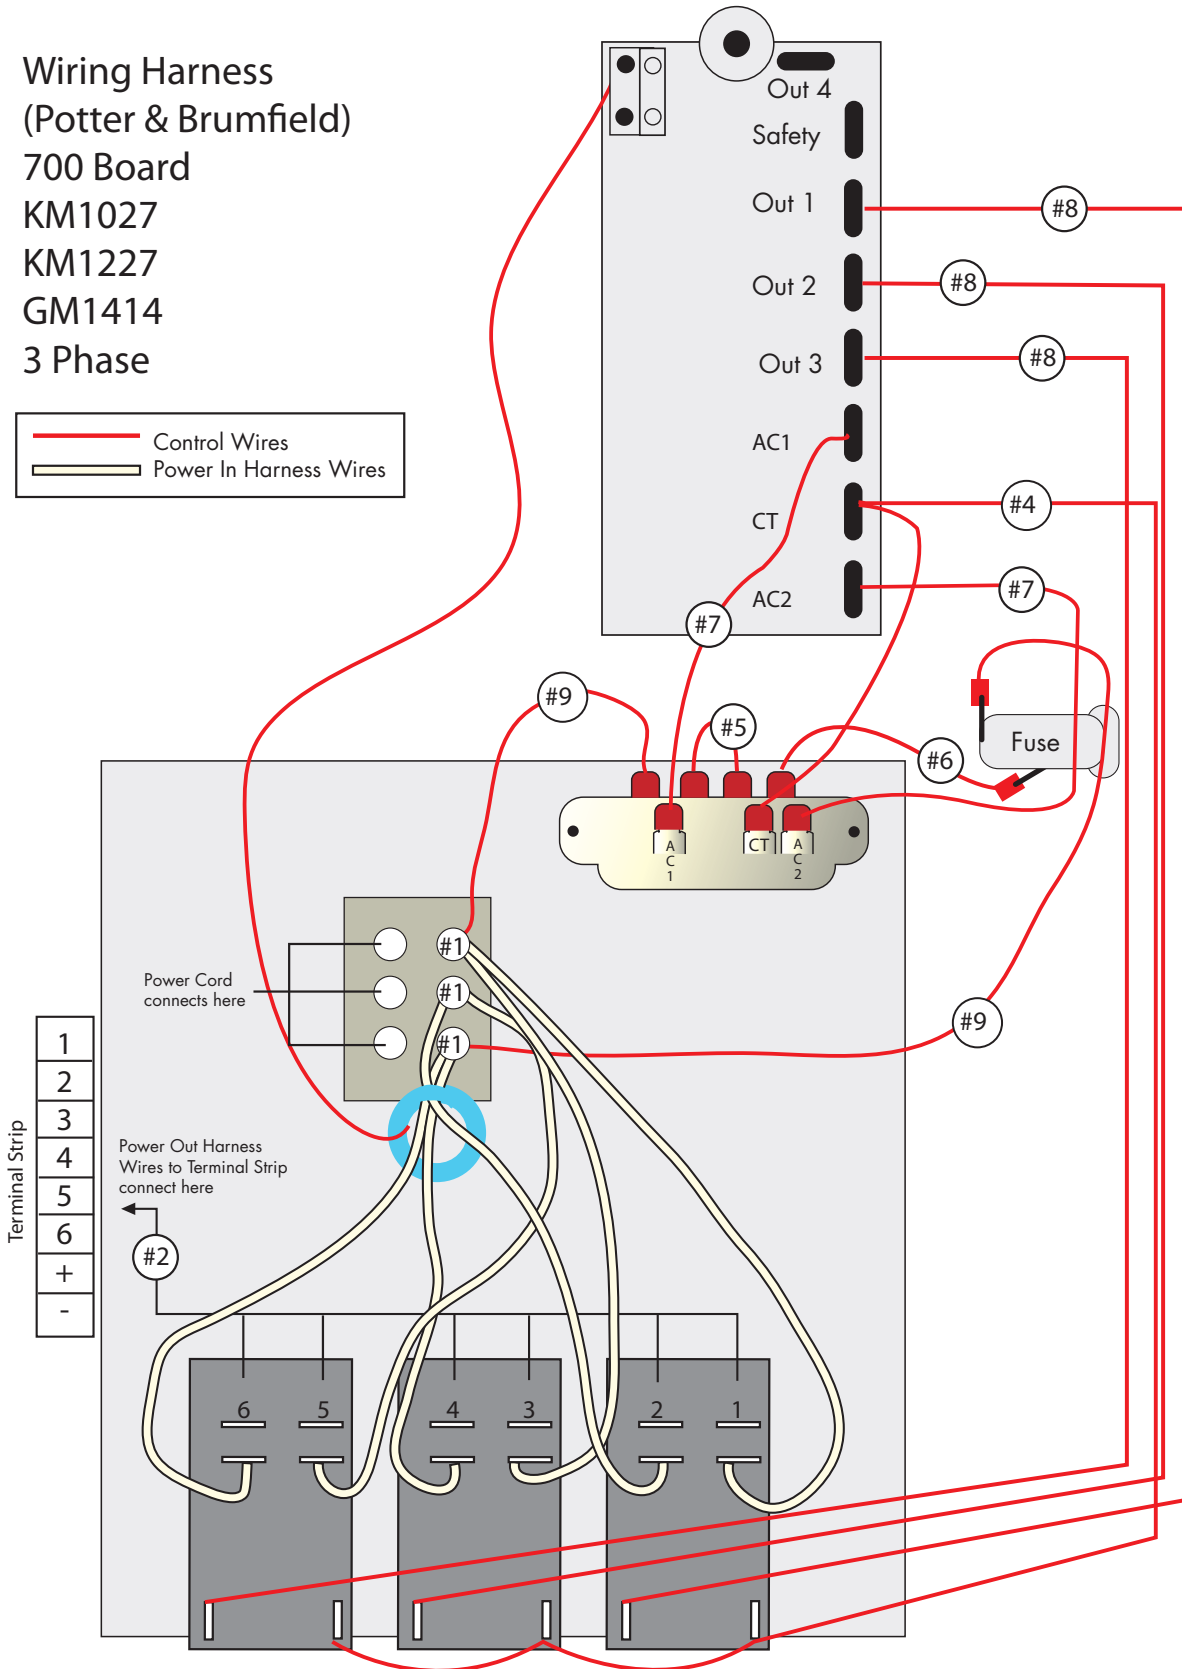 Wiring Harness
(Potter & Brumfield)
700 Board
KM1027
KM1227
GM1414
3 Phase
Control Wires
Power In Harness Wires
Out 4
Safety
Out 1
#8
Out 2
#8
Out 3
#8
AC1
CT
#4
AC2
#7
#7
#9
#5
Fuse
#6
AC1
CT
AC2
#1
#1
#1
Power Cord
connects here
#9
Terminal Strip
1
2
3
4
5
6
+
-
Power Out Harness
Wires to Terminal Strip
connect here
#2
6
5
4
3
2
1